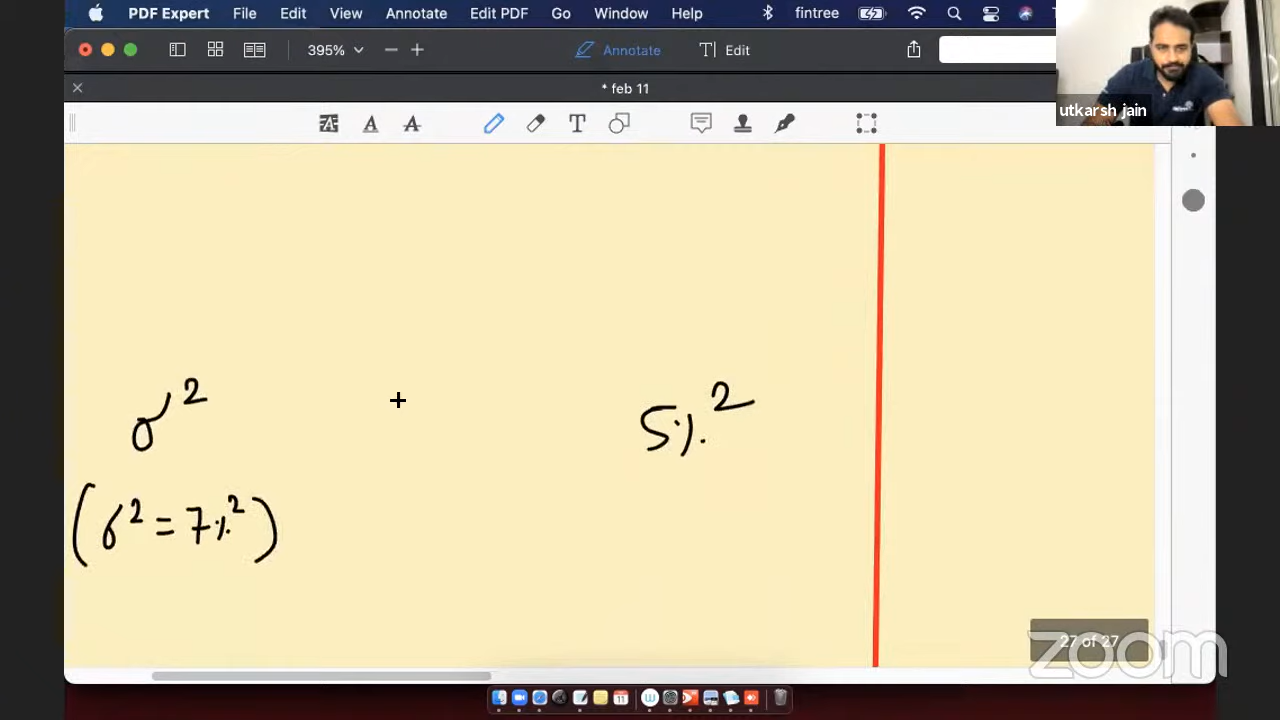 PDF Expert File Edit View Annotate Edit PDF Go Window Help fintree
395% Annotate T Edit
utkarsh jain
* feb 11
A A A T
σ² 5%²
(σ² = 7%²)
27 of 27
zoom
11